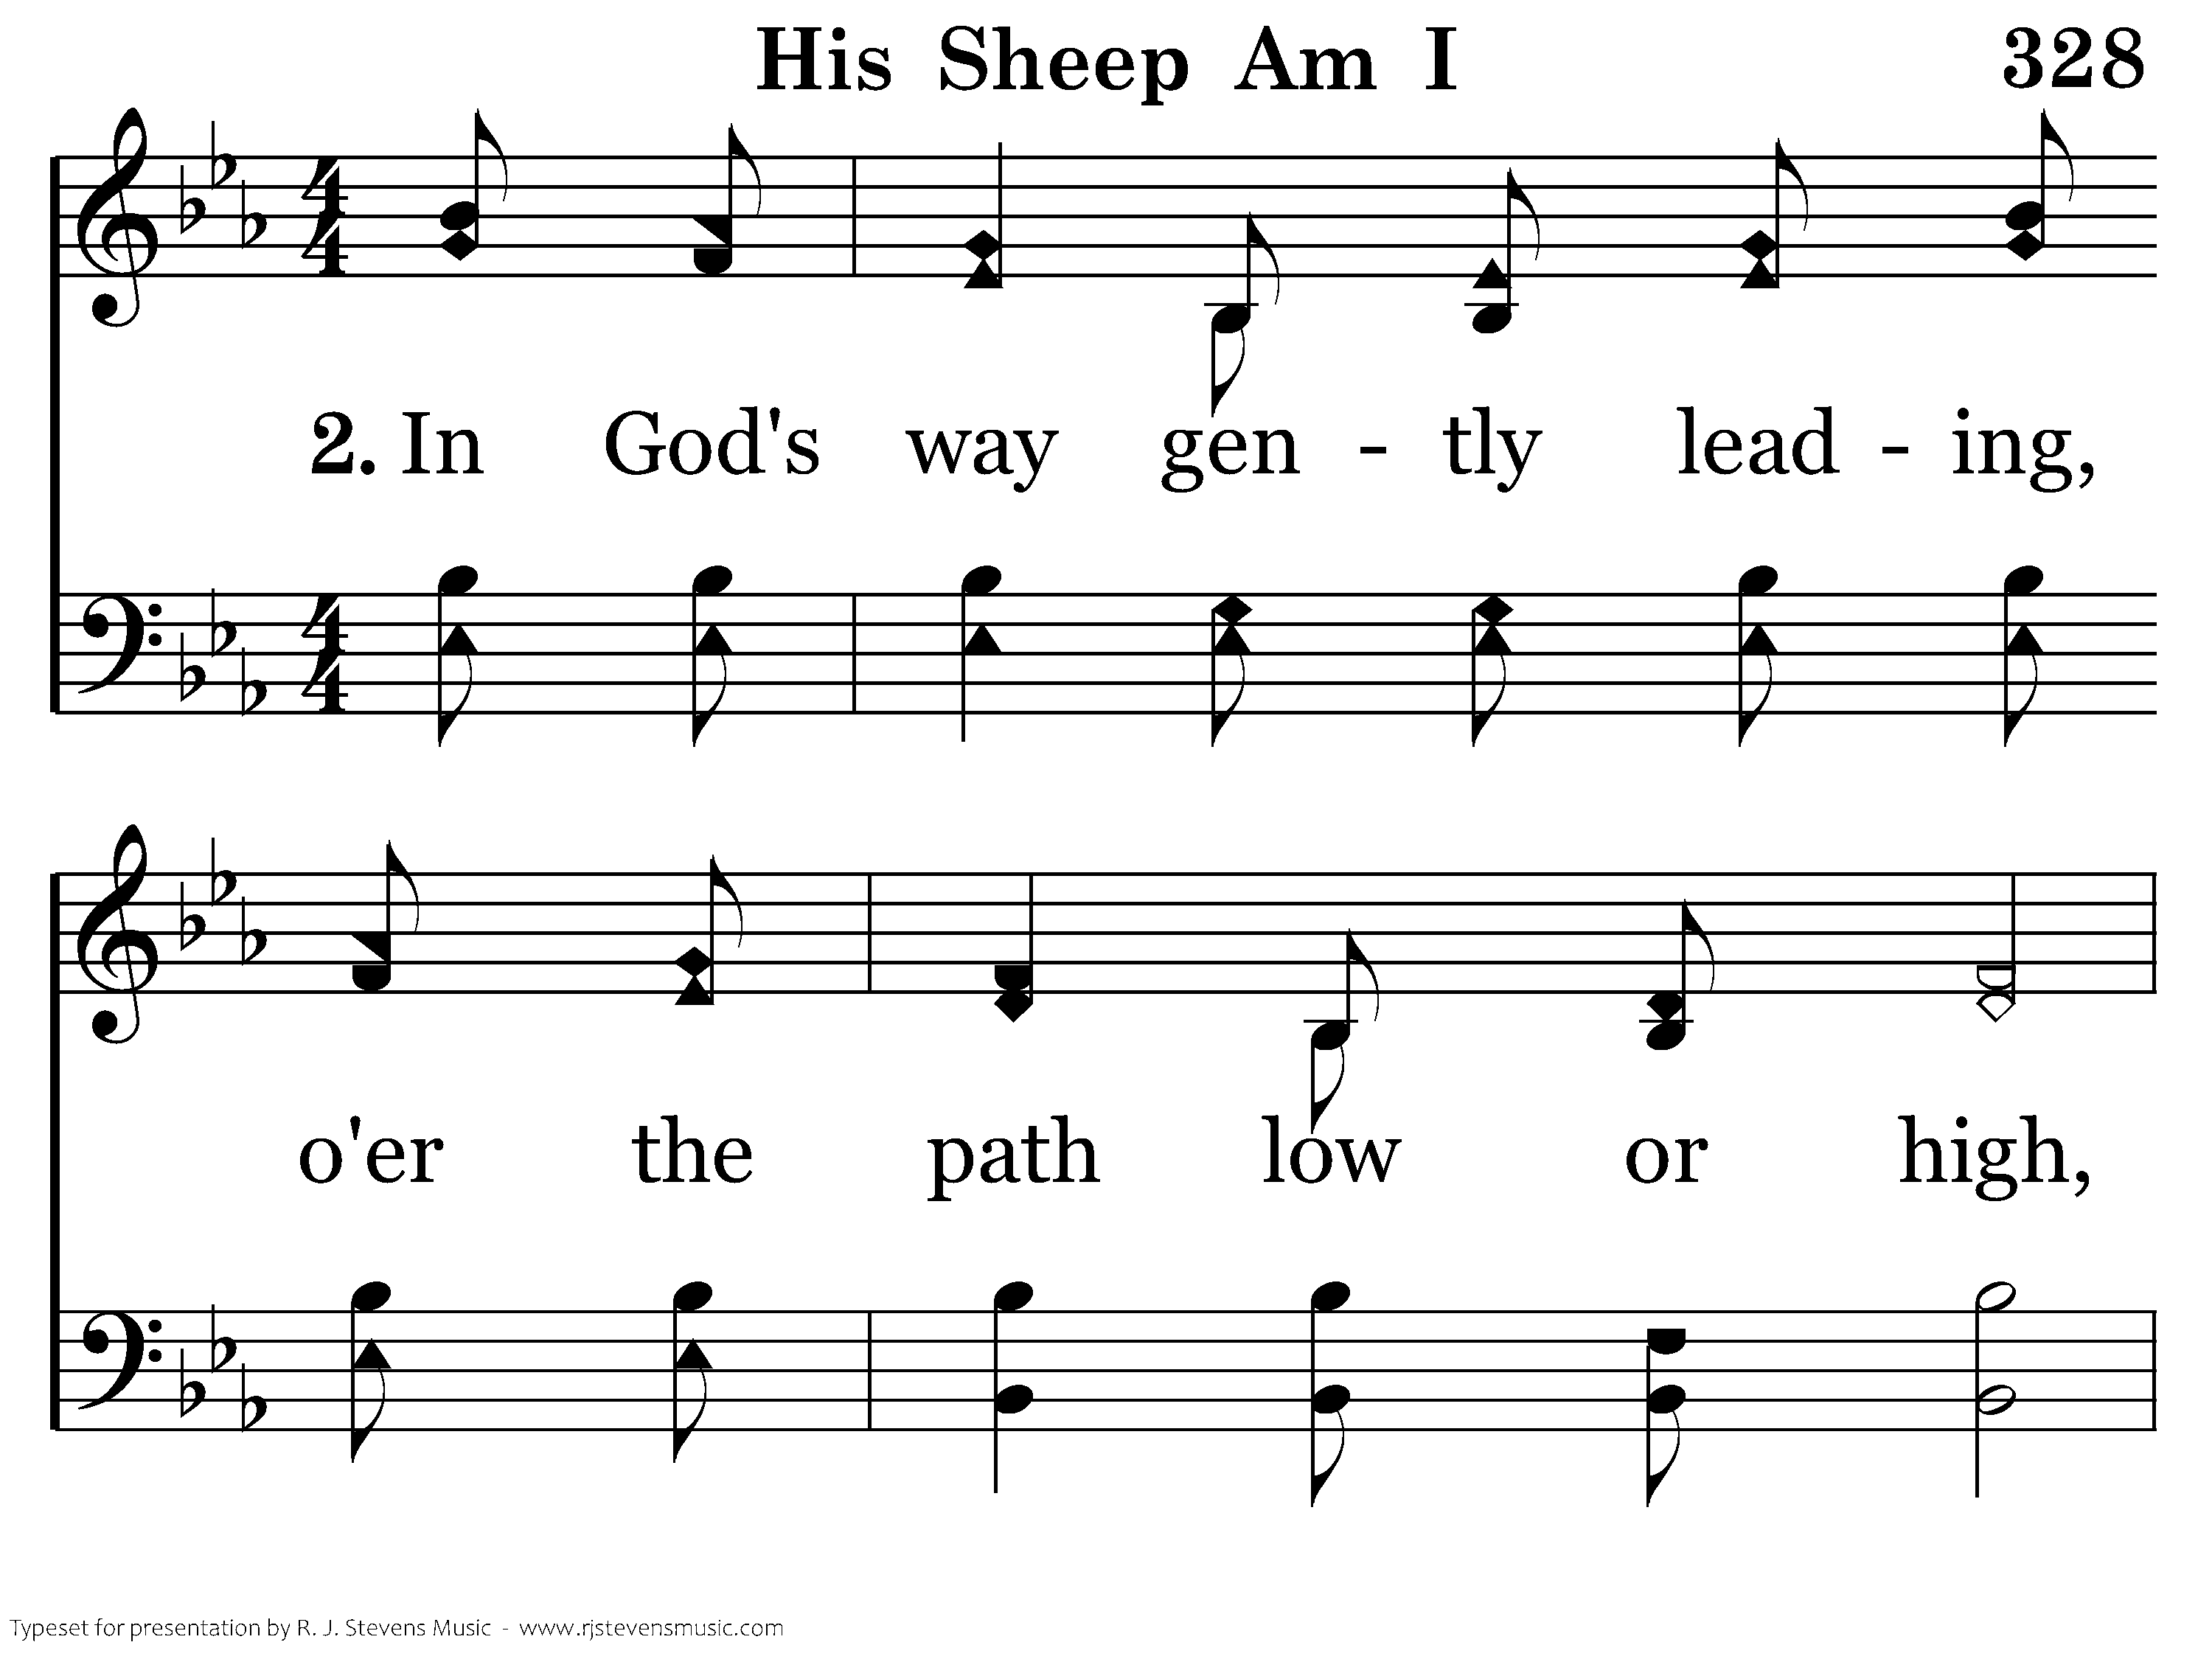 His Sheep Am I 328
2. In God's way gen - tly lead - ing,
o'er the path low or high,
Typeset for presentation by R. J. Stevens Music - www.rjstevensmusic.com